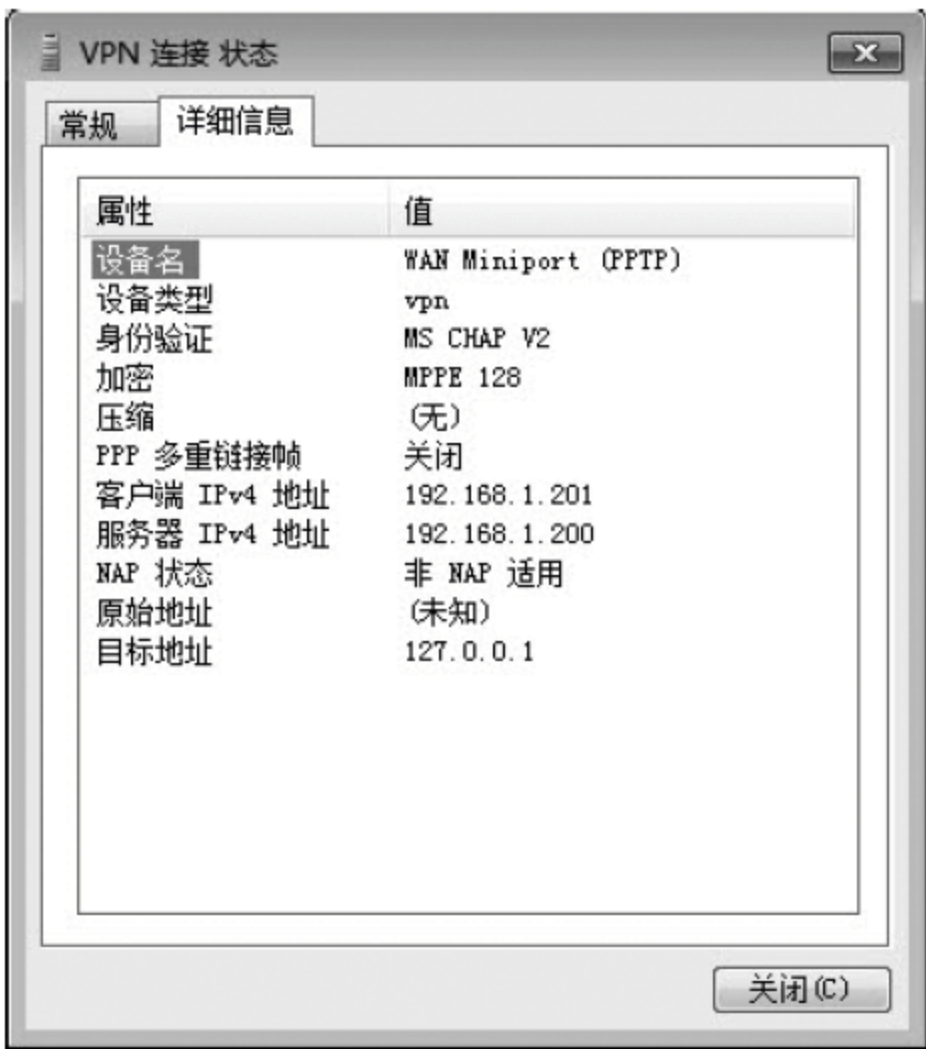 VPN 连接 状态
常规 详细信息
属性 值
设备名 WAN Miniport (PPTP)
设备类型 vpn
身份验证 MS CHAP V2
加密 MPPE 128
压缩 (无)
PPP 多重链接帧 关闭
客户端 IPv4 地址 192.168.1.201
服务器 IPv4 地址 192.168.1.200
NAP 状态 非 NAP 适用
原始地址 (未知)
目标地址 127.0.0.1
关闭(C)